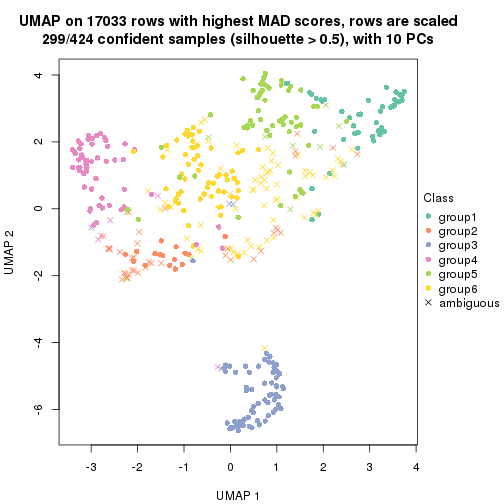 UMAP on 17033 rows with highest MAD scores, rows are scaled
299/424 confident samples (silhouette > 0.5), with 10 PCs
4
2
0
-2
-4
-6
UMAP 2
-3
-2
-1
0
1
2
3
4
UMAP 1
Class
group1
group2
group3
group4
group5
group6
ambiguous